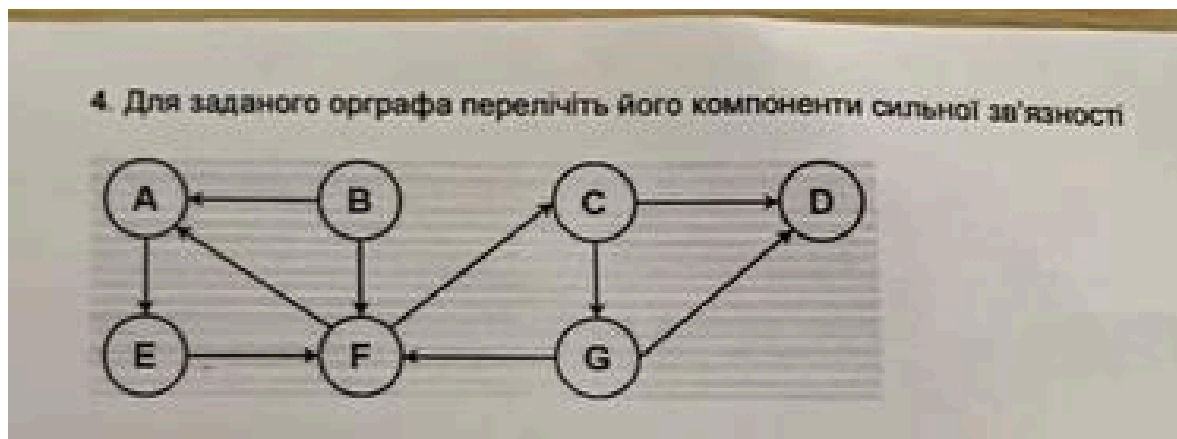 4. Для заданого орграфа перелічіть його компоненти сильної зв'язності
A B C D
E F G